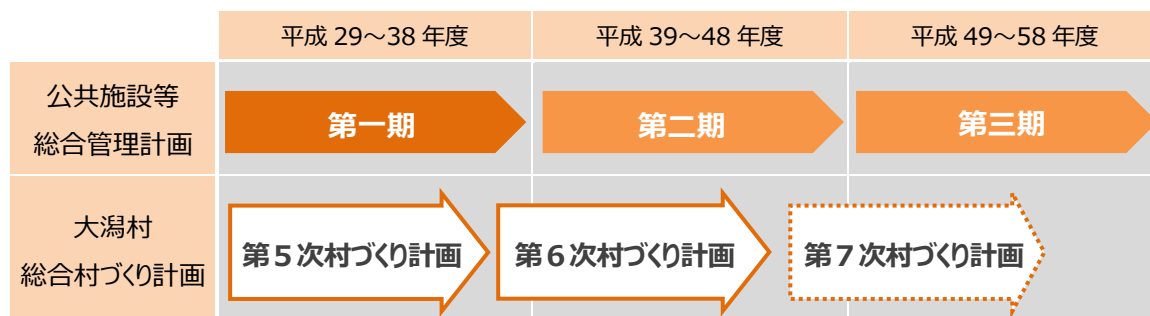 平成 29～38 年度
平成 39～48 年度
平成 49～58 年度
公共施設等
総合管理計画
第一期
第二期
第三期
大潟村
総合村づくり計画
第５次村づくり計画
第６次村づくり計画
第７次村づくり計画